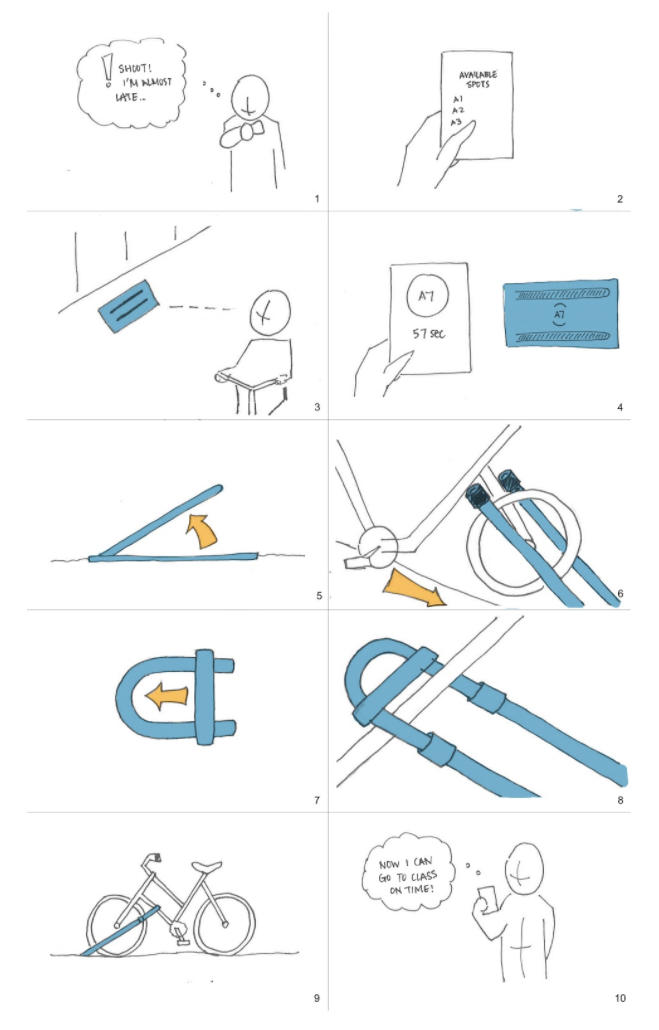 ! SHOOT!
I'M ALMOST
LATE...
1
AVAILABLE
SPOTS
A1
A2
A3
2
3
A7
57 sec
A7
4
5
6
7
8
9
NOW I CAN
GO TO CLASS
ON TIME!
10